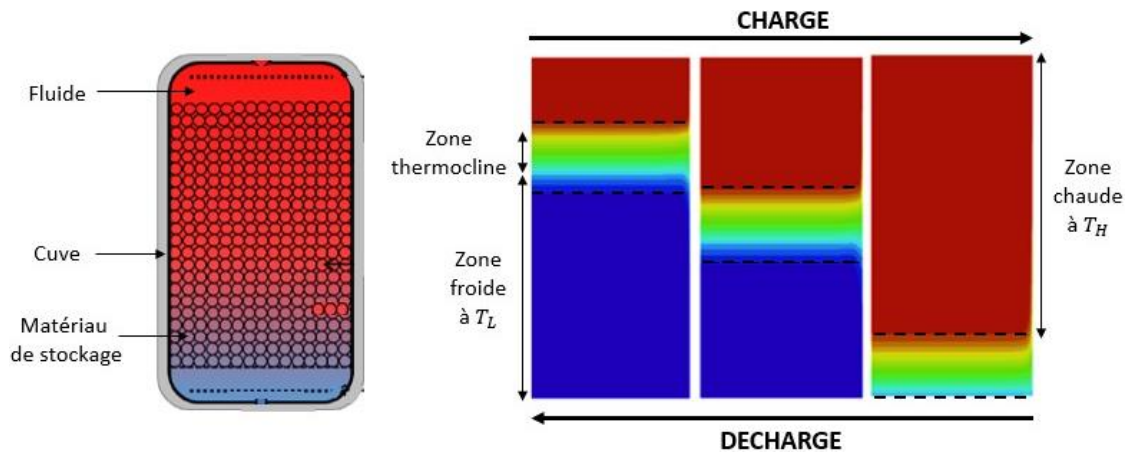 CHARGE
Fluide
Zone
thermocline
Cuve
Zone
froide
à T_L
Matériau
de stockage
Zone
chaude
à T_H
DECHARGE